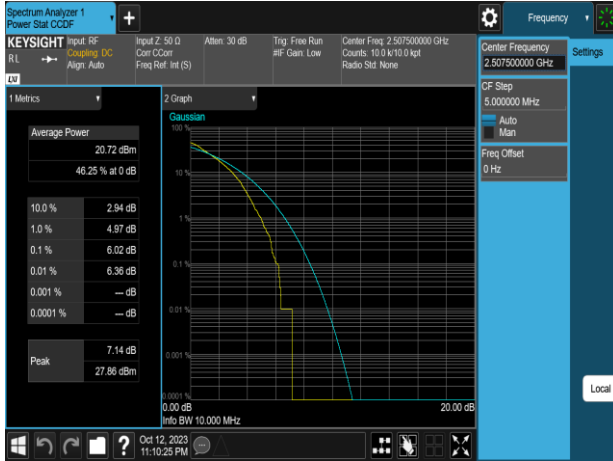 Spectrum Analyzer 1
Power Stat CCDF
Frequency
KEYSIGHT
RL
LXI
Input: RF
Coupling: DC
Align: Auto
Input Z: 50 Ω
Corr CCorr
Freq Ref: Int (S)
Atten: 30 dB
Trig: Free Run
#IF Gain: Low
Center Freq: 2.507500000 GHz
Counts: 10.0 k/10.0 kpt
Radio Std: None
Center Frequency
2.507500000 GHz
Settings
CF Step
5.000000 MHz
Auto
Man
Freq Offset
0 Hz
Local
1 Metrics
Average Power
20.72 dBm
46.25 % at 0 dB
10.0 % 2.94 dB
1.0 % 4.97 dB
0.1 % 6.02 dB
0.01 % 6.36 dB
0.001 % --- dB
0.0001 % --- dB
Peak
7.14 dB
27.86 dBm
2 Graph
Gaussian
100 %
10 %
1 %
0.1 %
0.01 %
0.001 %
0.0001 %
0.00 dB 20.00 dB
Info BW 10.000 MHz
?
Oct 12, 2023
11:10:25 PM